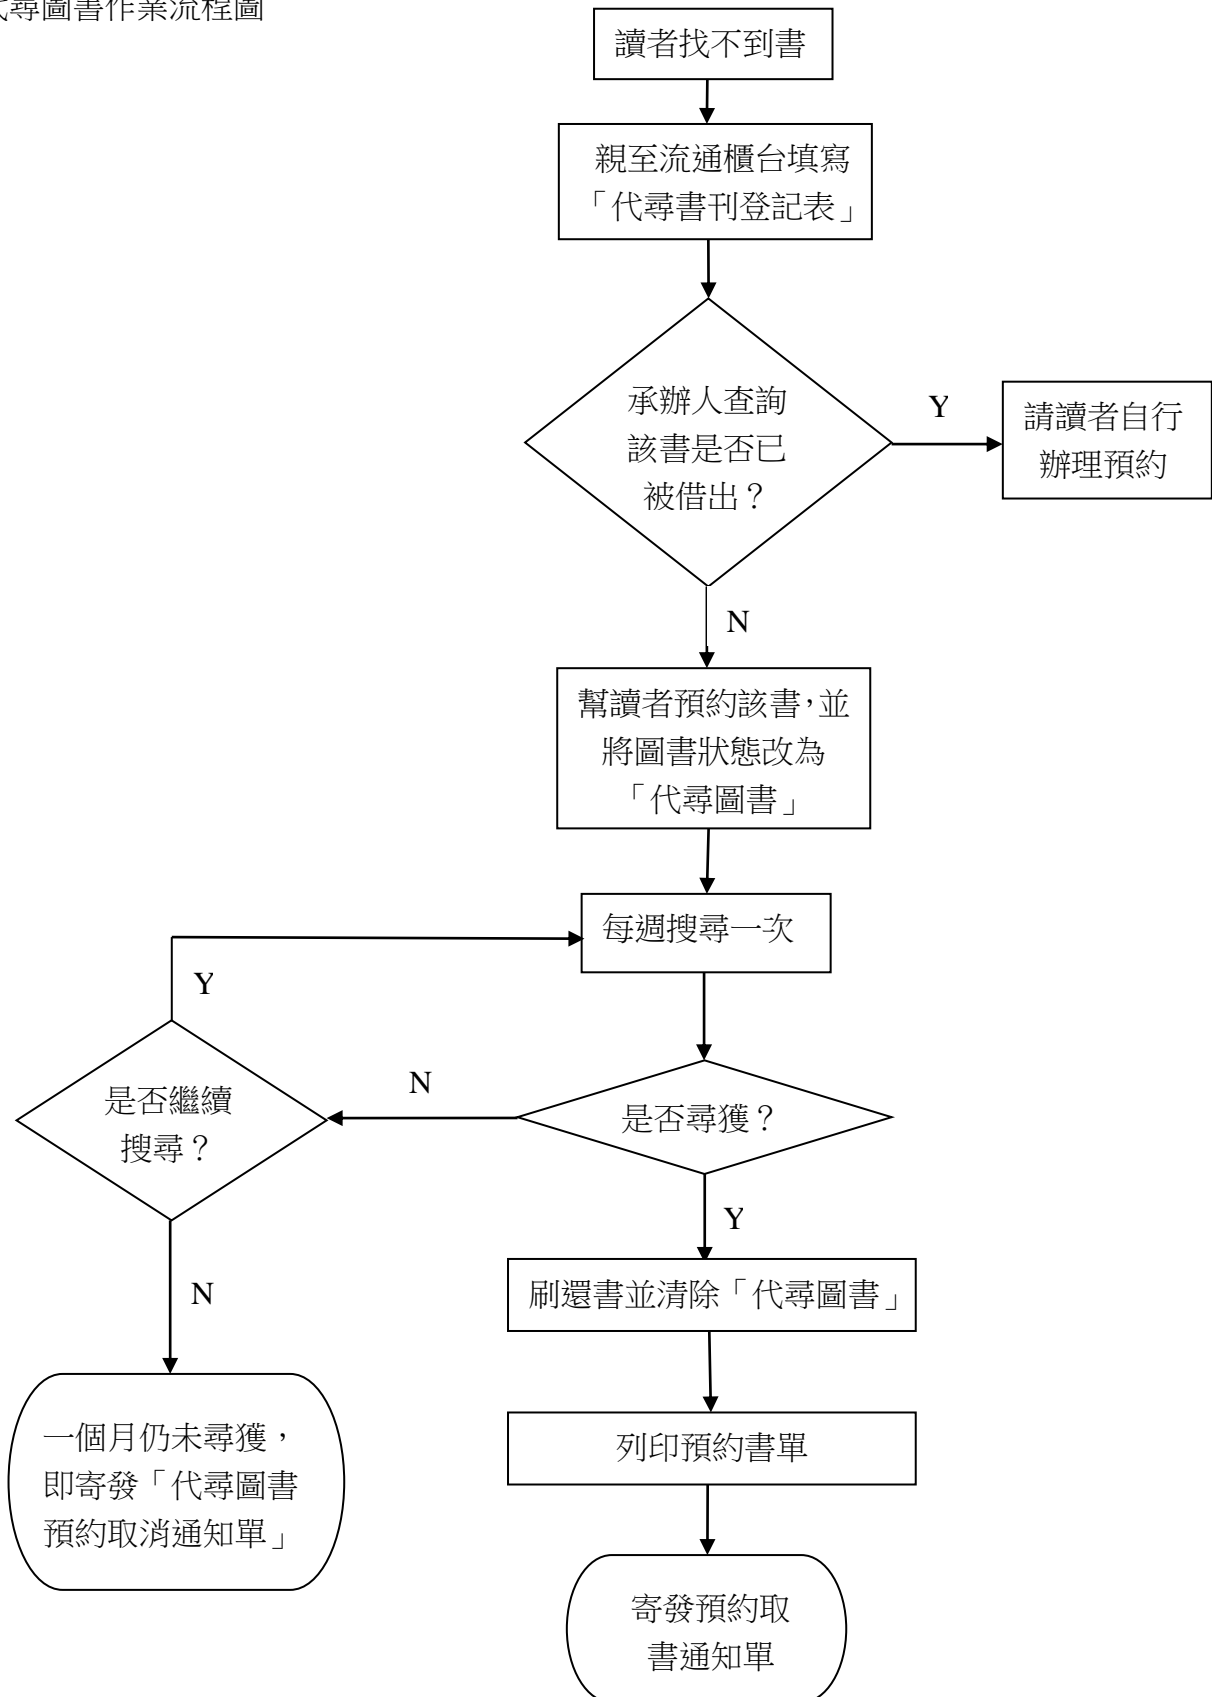 代尋圖書作業流程圖
讀者找不到書
親至流通櫃台填寫
「代尋書刊登記表」
承辦人查詢
該書是否已
被借出？
Y
請讀者自行
辦理預約
N
幫讀者預約該書，並
將圖書狀態改為
「代尋圖書」
每週搜尋一次
Y
是否繼續
搜尋？
N
是否尋獲？
Y
N
刷還書並清除「代尋圖書」
一個月仍未尋獲，
即寄發「代尋圖書
預約取消通知單」
列印預約書單
寄發預約取
書通知單